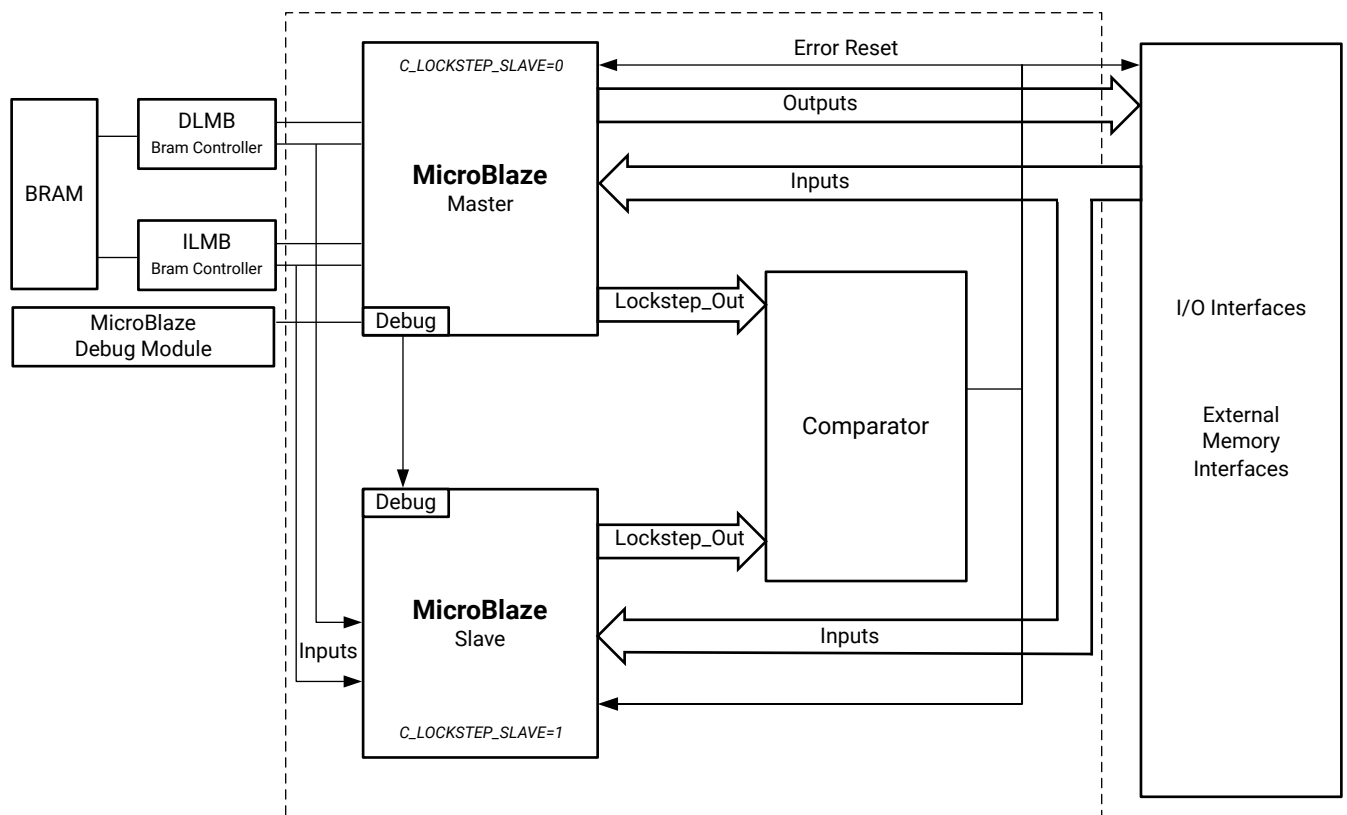 C_LOCKSTEP_SLAVE=0
Error Reset
Outputs
DLMB
Bram Controller
BRAM
MicroBlaze
Master
Inputs
ILMB
Bram Controller
Lockstep_Out
I/O Interfaces
Debug
MicroBlaze
Debug Module
Comparator
External
Memory
Interfaces
Debug
Lockstep_Out
MicroBlaze
Slave
Inputs
Inputs
C_LOCKSTEP_SLAVE=1